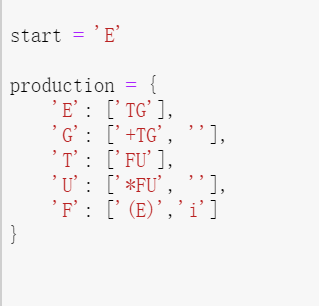 start = 'E'
production = {
    'E': ['TG'],
    'G': ['+TG', ''],
    'T': ['FU'],
    'U': ['*FU', ''],
    'F': ['(E)','i']
}